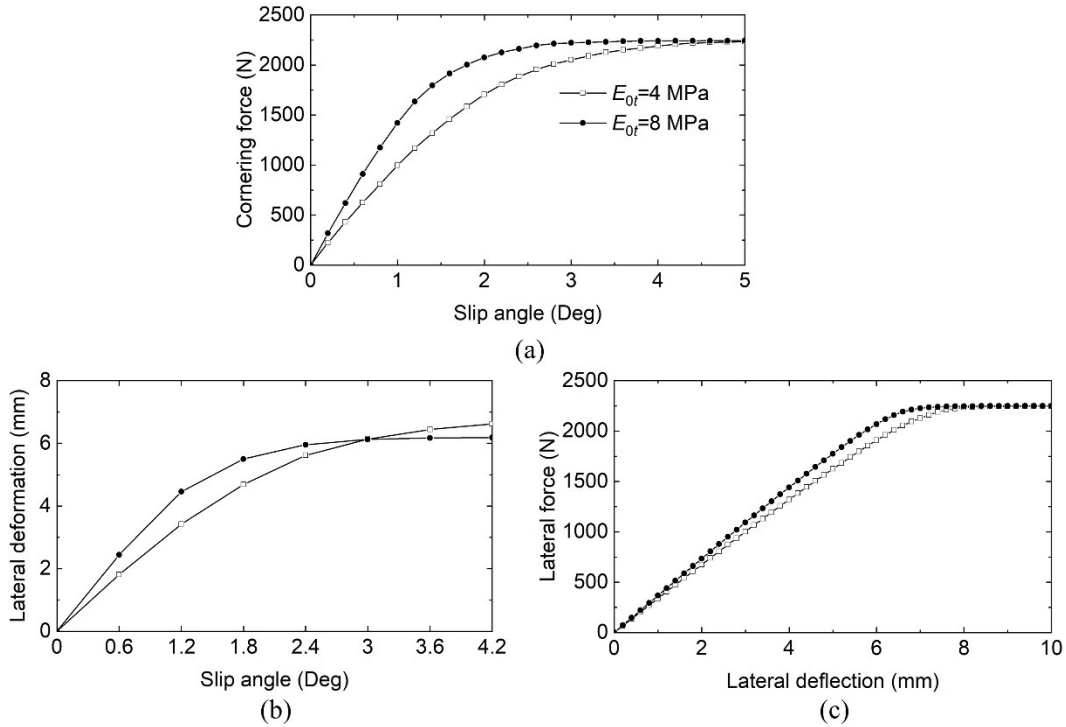 2500
2000
1500
1000
500
0
Cornering force (N)
E0t=4 MPa
E0t=8 MPa
0 1 2 3 4 5
Slip angle (Deg)
(a)
8
6
4
2
0
Lateral deformation (mm)
0 0.6 1.2 1.8 2.4 3 3.6 4.2
Slip angle (Deg)
(b)
2500
2000
1500
1000
500
0
Lateral force (N)
0 2 4 6 8 10
Lateral deflection (mm)
(c)